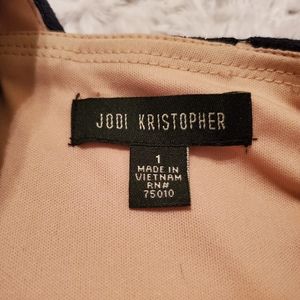 JODI KRISTOPHER
1
MADE IN
VIETNAM
RN#
75010